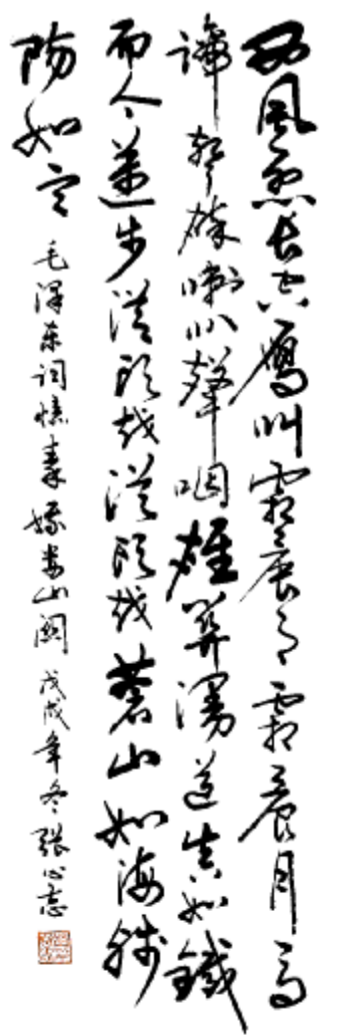 西風烈長空鴈叫霜晨月霜晨月馬
蹄聲碎喇叭聲咽雄關漫道真如鐵
而今邁步從頭越從頭越蒼山如海殘
陽如血 毛澤東詞憶秦娥娄山關 戊戌年冬張心志